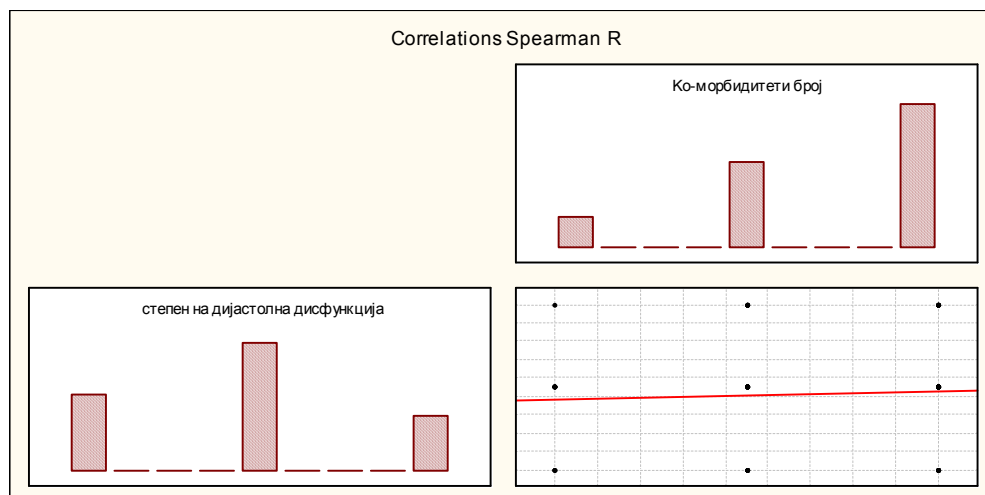 Correlations Spearman R
Ко-морбидитети број
степен на дијастолна дисфункција